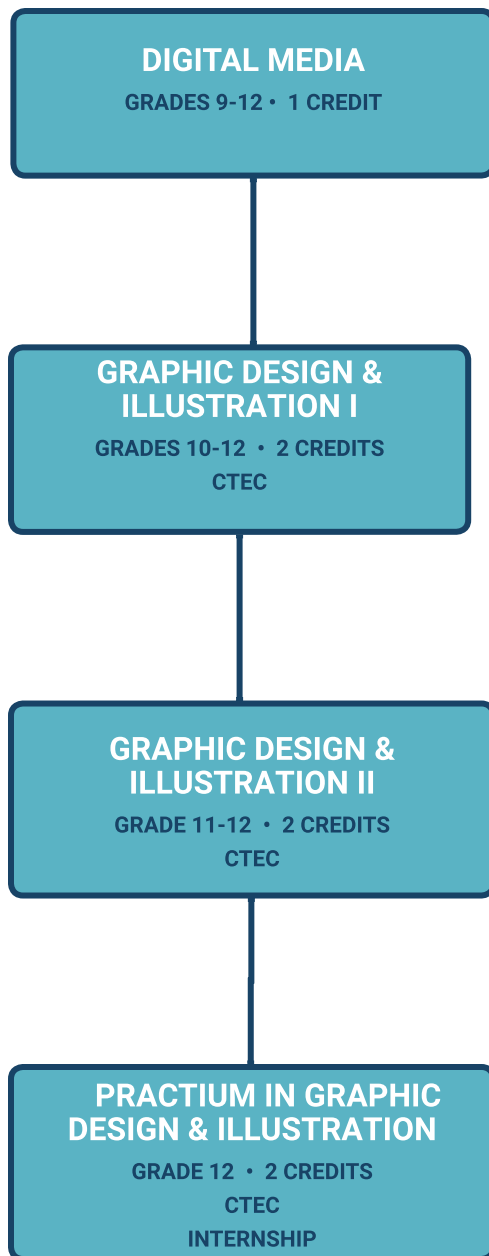 DIGITAL MEDIA
GRADES 9-12 • 1 CREDIT
GRAPHIC DESIGN &
ILLUSTRATION I
GRADES 10-12 • 2 CREDITS
CTEC
GRAPHIC DESIGN &
ILLUSTRATION II
GRADE 11-12 • 2 CREDITS
CTEC
PRACTIUM IN GRAPHIC
DESIGN & ILLUSTRATION
GRADE 12 • 2 CREDITS
CTEC
INTERNSHIP